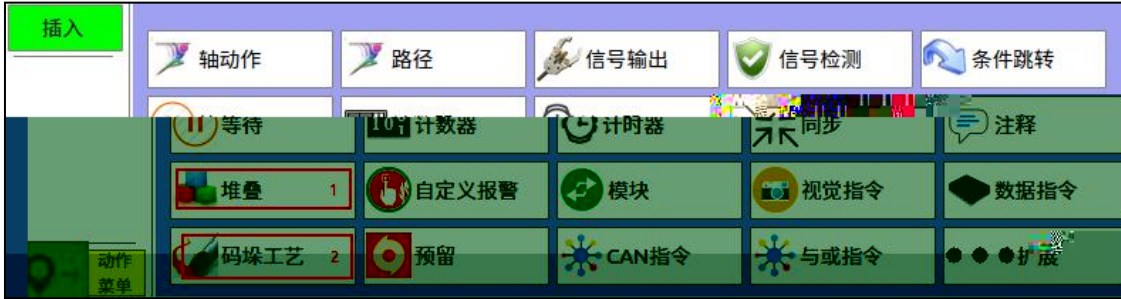 插入
轴动作 路径 信号输出 信号检测 条件跳转
等待 计数器 计时器 同步 注释
堆叠 1 自定义报警 模块 视觉指令 数据指令
码垛工艺 2 预留 CAN指令 与或指令 扩展
动作
菜单